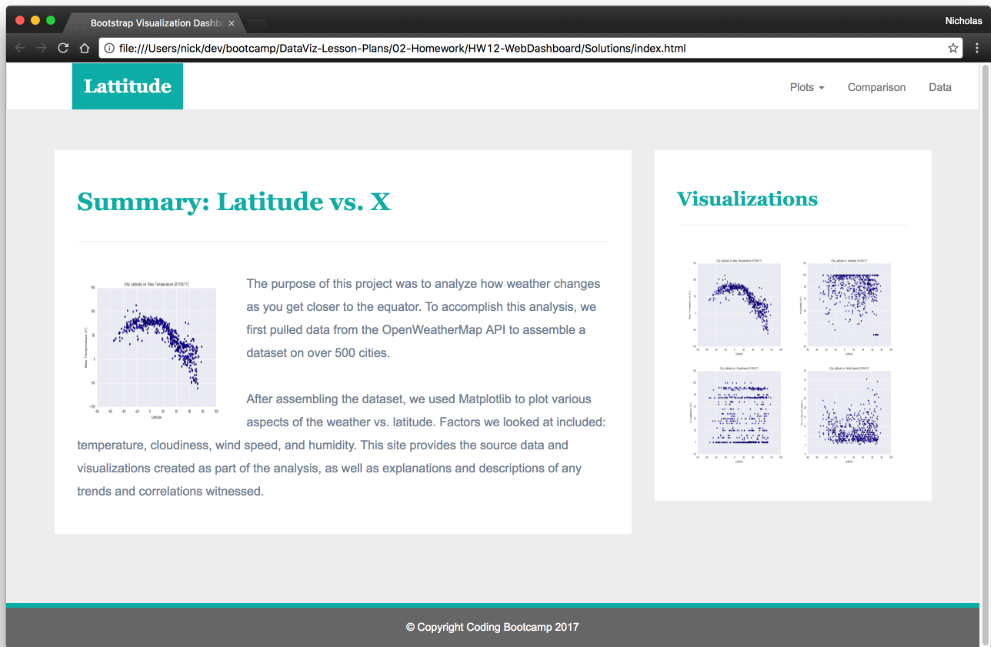 Bootstrap Visualization Dashb
Nicholas
file:///Users/nick/dev/bootcamp/DataViz-Lesson-Plans/02-Homework/HW12-WebDashboard/Solutions/index.html
Lattitude
Plots
Comparison
Data
Summary: Latitude vs. X
City Latitude vs. Max Temperature
Latitude
The purpose of this project was to analyze how weather changes
as you get closer to the equator. To accomplish this analysis, we
first pulled data from the OpenWeatherMap API to assemble a
dataset on over 500 cities.
After assembling the dataset, we used Matplotlib to plot various
aspects of the weather vs. latitude. Factors we looked at included:
temperature, cloudiness, wind speed, and humidity. This site provides the source data and
visualizations created as part of the analysis, as well as explanations and descriptions of any
trends and correlations witnessed.
Visualizations
© Copyright Coding Bootcamp 2017